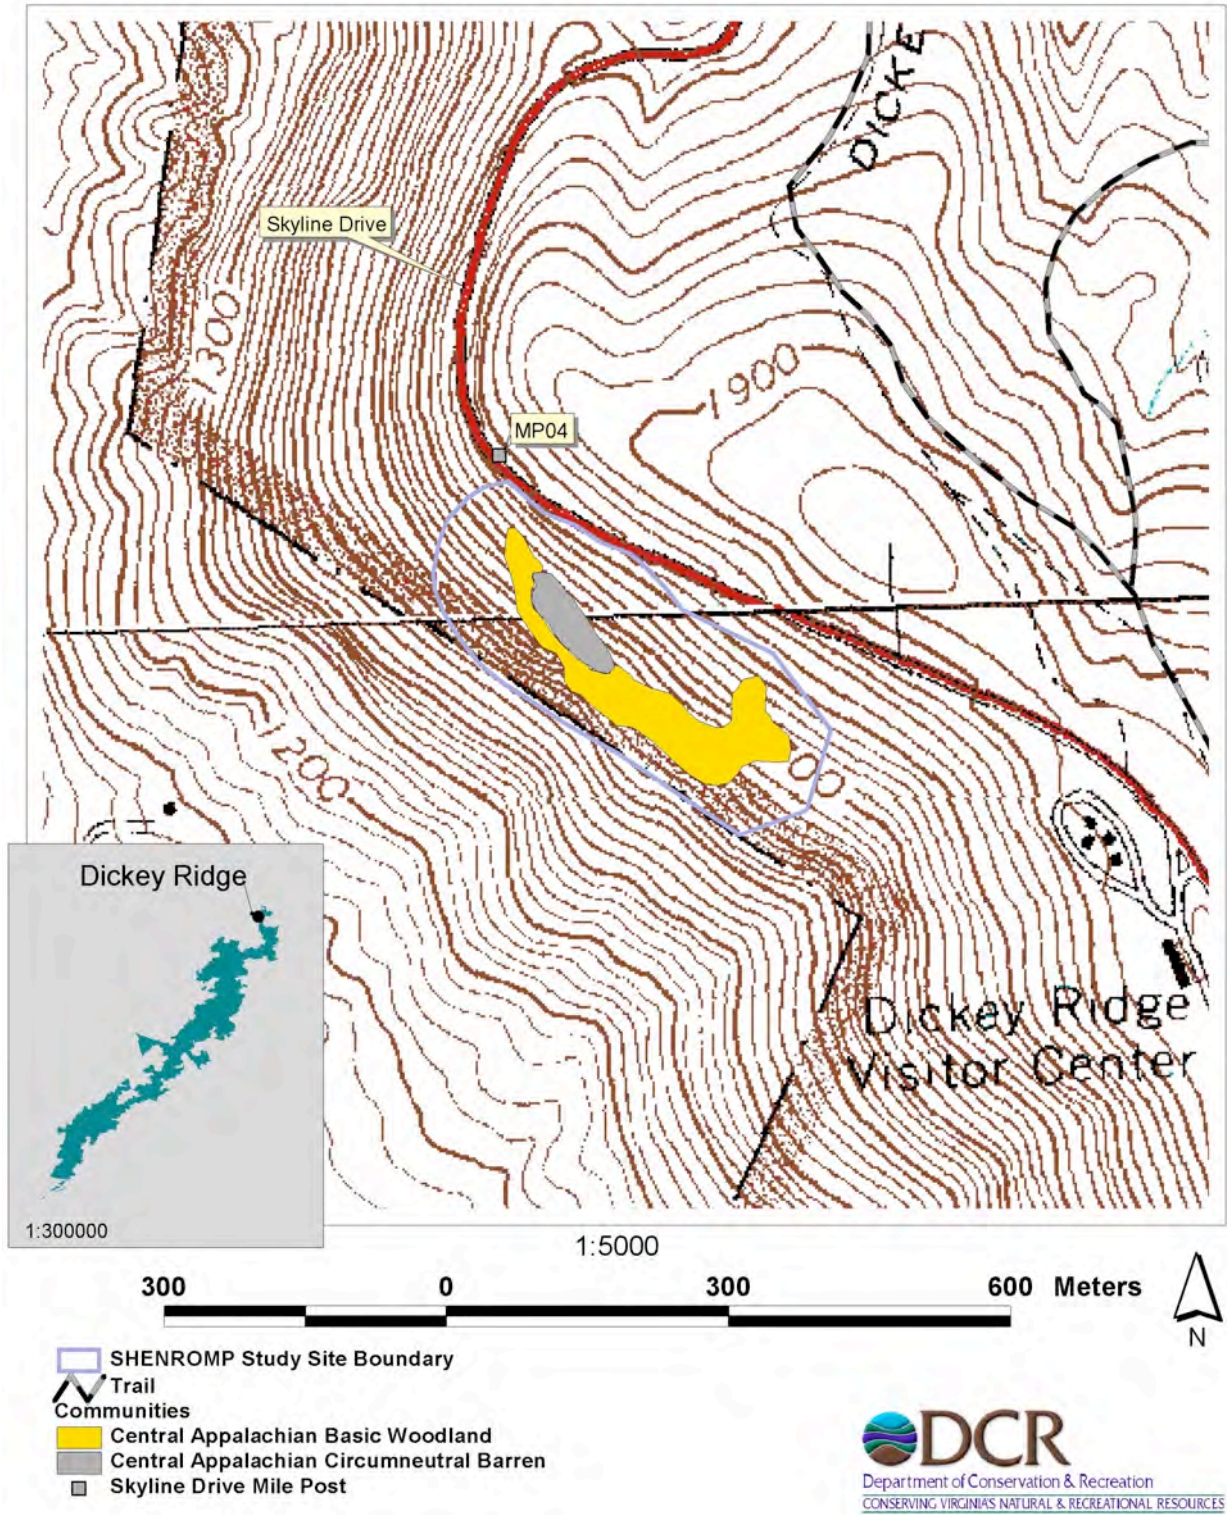 DICKE
Skyline Drive
1300
1900
MP04
1200
00
Dickey Ridge
Dickey Ridge
Visitor Center
1:300000
1:5000
300 0 300 600 Meters
N
SHENROMP Study Site Boundary
Trail
Communities
Central Appalachian Basic Woodland
Central Appalachian Circumneutral Barren
Skyline Drive Mile Post
DCR
Department of Conservation & Recreation
CONSERVING VIRGINIA'S NATURAL & RECREATIONAL RESOURCES